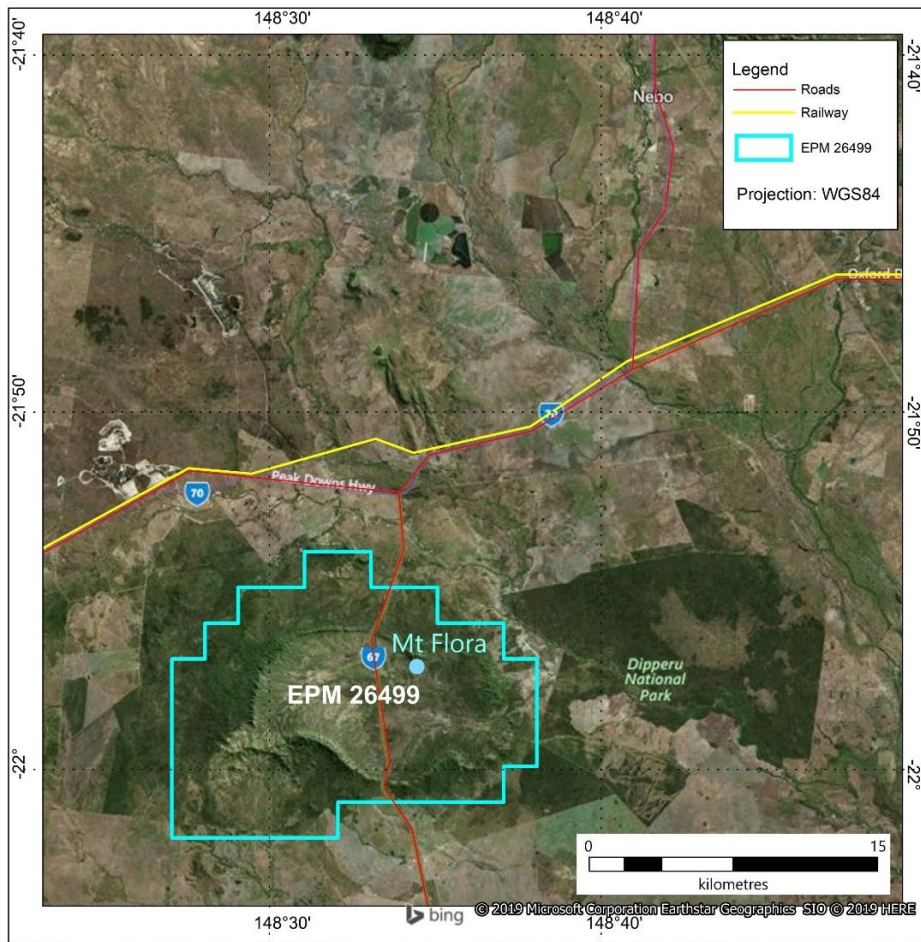 148°30'
148°40'
-21°40'
-21°40'
Legend
Roads
Railway
EPM 26499
Projection: WGS84
Nebo
Oxford D
-21°50'
-21°50'
70
Peak Downs Hwy
67
Mt Flora
EPM 26499
Dipperu
National
Park
-22°
-22°
0
15
kilometres
bing
© 2019 Microsoft Corporation Earthstar Geographics SIO © 2019 HERE
148°30'
148°40'